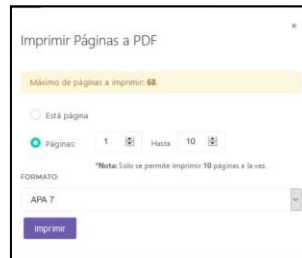 ×
Imprimir Páginas a PDF
Máximo de páginas a imprimir: 68.
Está página
Páginas: 1 Hasta 10
*Nota: Solo se permite imprimir 10 páginas a la vez.
FORMATO:
APA 7
Imprimir